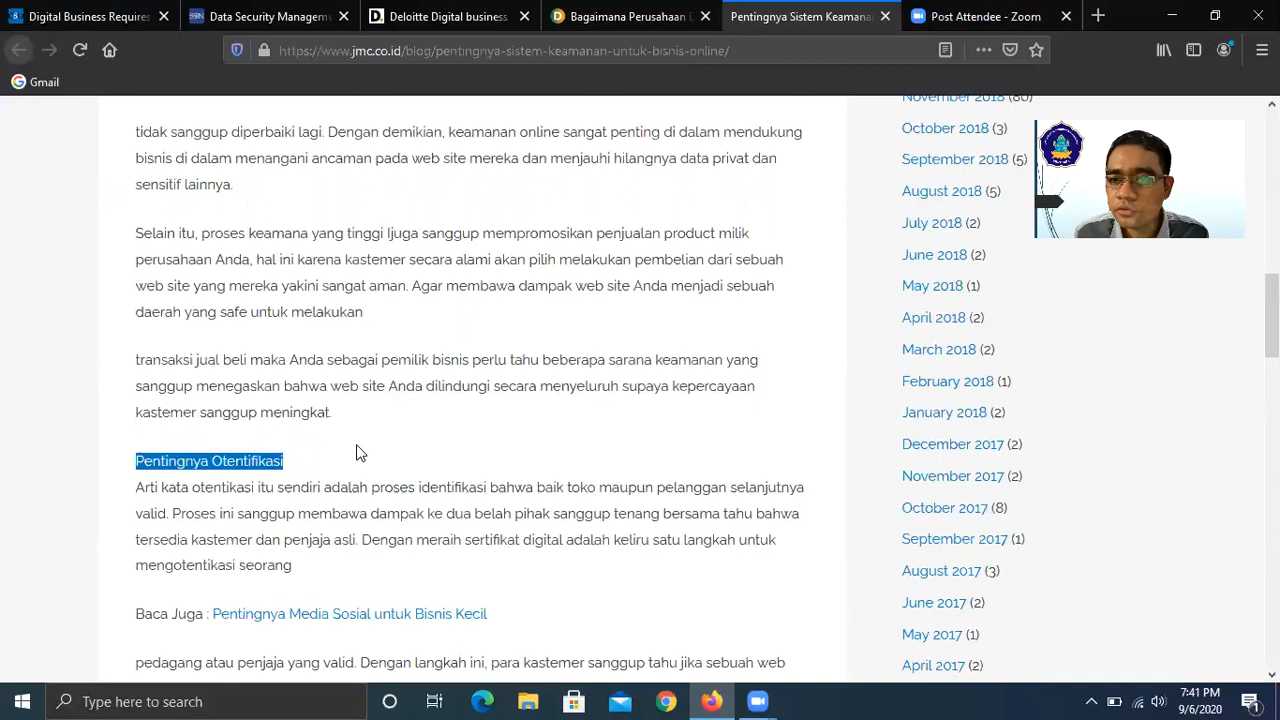 Digital Business Requires
Data Security Managem
Deloitte Digital business
Bagaimana Perusahaan D
Pentingnya Sistem Keamana
Post Attendee - Zoom
https://www.jmc.co.id/blog/pentingnya-sistem-keamanan-untuk-bisnis-online/
Gmail
tidak sanggup diperbaiki lagi. Dengan demikian, keamanan online sangat penting di dalam mendukung
bisnis di dalam menangani ancaman pada web site mereka dan menjauhi hilangnya data privat dan
sensitif lainnya.
Selain itu, proses keamana yang tinggi ljuga sanggup mempromosikan penjualan product milik
perusahaan Anda, hal ini karena kastemer secara alami akan pilih melakukan pembelian dari sebuah
web site yang mereka yakini sangat aman. Agar membawa dampak web site Anda menjadi sebuah
daerah yang safe untuk melakukan
transaksi jual beli maka Anda sebagai pemilik bisnis perlu tahu beberapa sarana keamanan yang
sanggup menegaskan bahwa web site Anda dilindungi secara menyeluruh supaya kepercayaan
kastemer sanggup meningkat.
Pentingnya Otentifikasi
Arti kata otentikasi itu sendiri adalah proses identifikasi bahwa baik toko maupun pelanggan selanjutnya
valid. Proses ini sanggup membawa dampak ke dua belah pihak sanggup tenang bersama tahu bahwa
tersedia kastemer dan penjaja asli. Dengan meraih sertifikat digital adalah keliru satu langkah untuk
mengotentikasi seorang
Baca Juga : Pentingnya Media Sosial untuk Bisnis Kecil
pedagang atau penjaja yang valid. Dengan langkah ini, para kastemer sanggup tahu jika sebuah web
November 2018 (80)
October 2018 (3)
September 2018 (5)
August 2018 (5)
July 2018 (2)
June 2018 (2)
May 2018 (1)
April 2018 (2)
March 2018 (2)
February 2018 (1)
January 2018 (2)
December 2017 (2)
November 2017 (2)
October 2017 (8)
September 2017 (1)
August 2017 (3)
June 2017 (2)
May 2017 (1)
April 2017 (2)
Type here to search
7:41 PM
9/6/2020
1